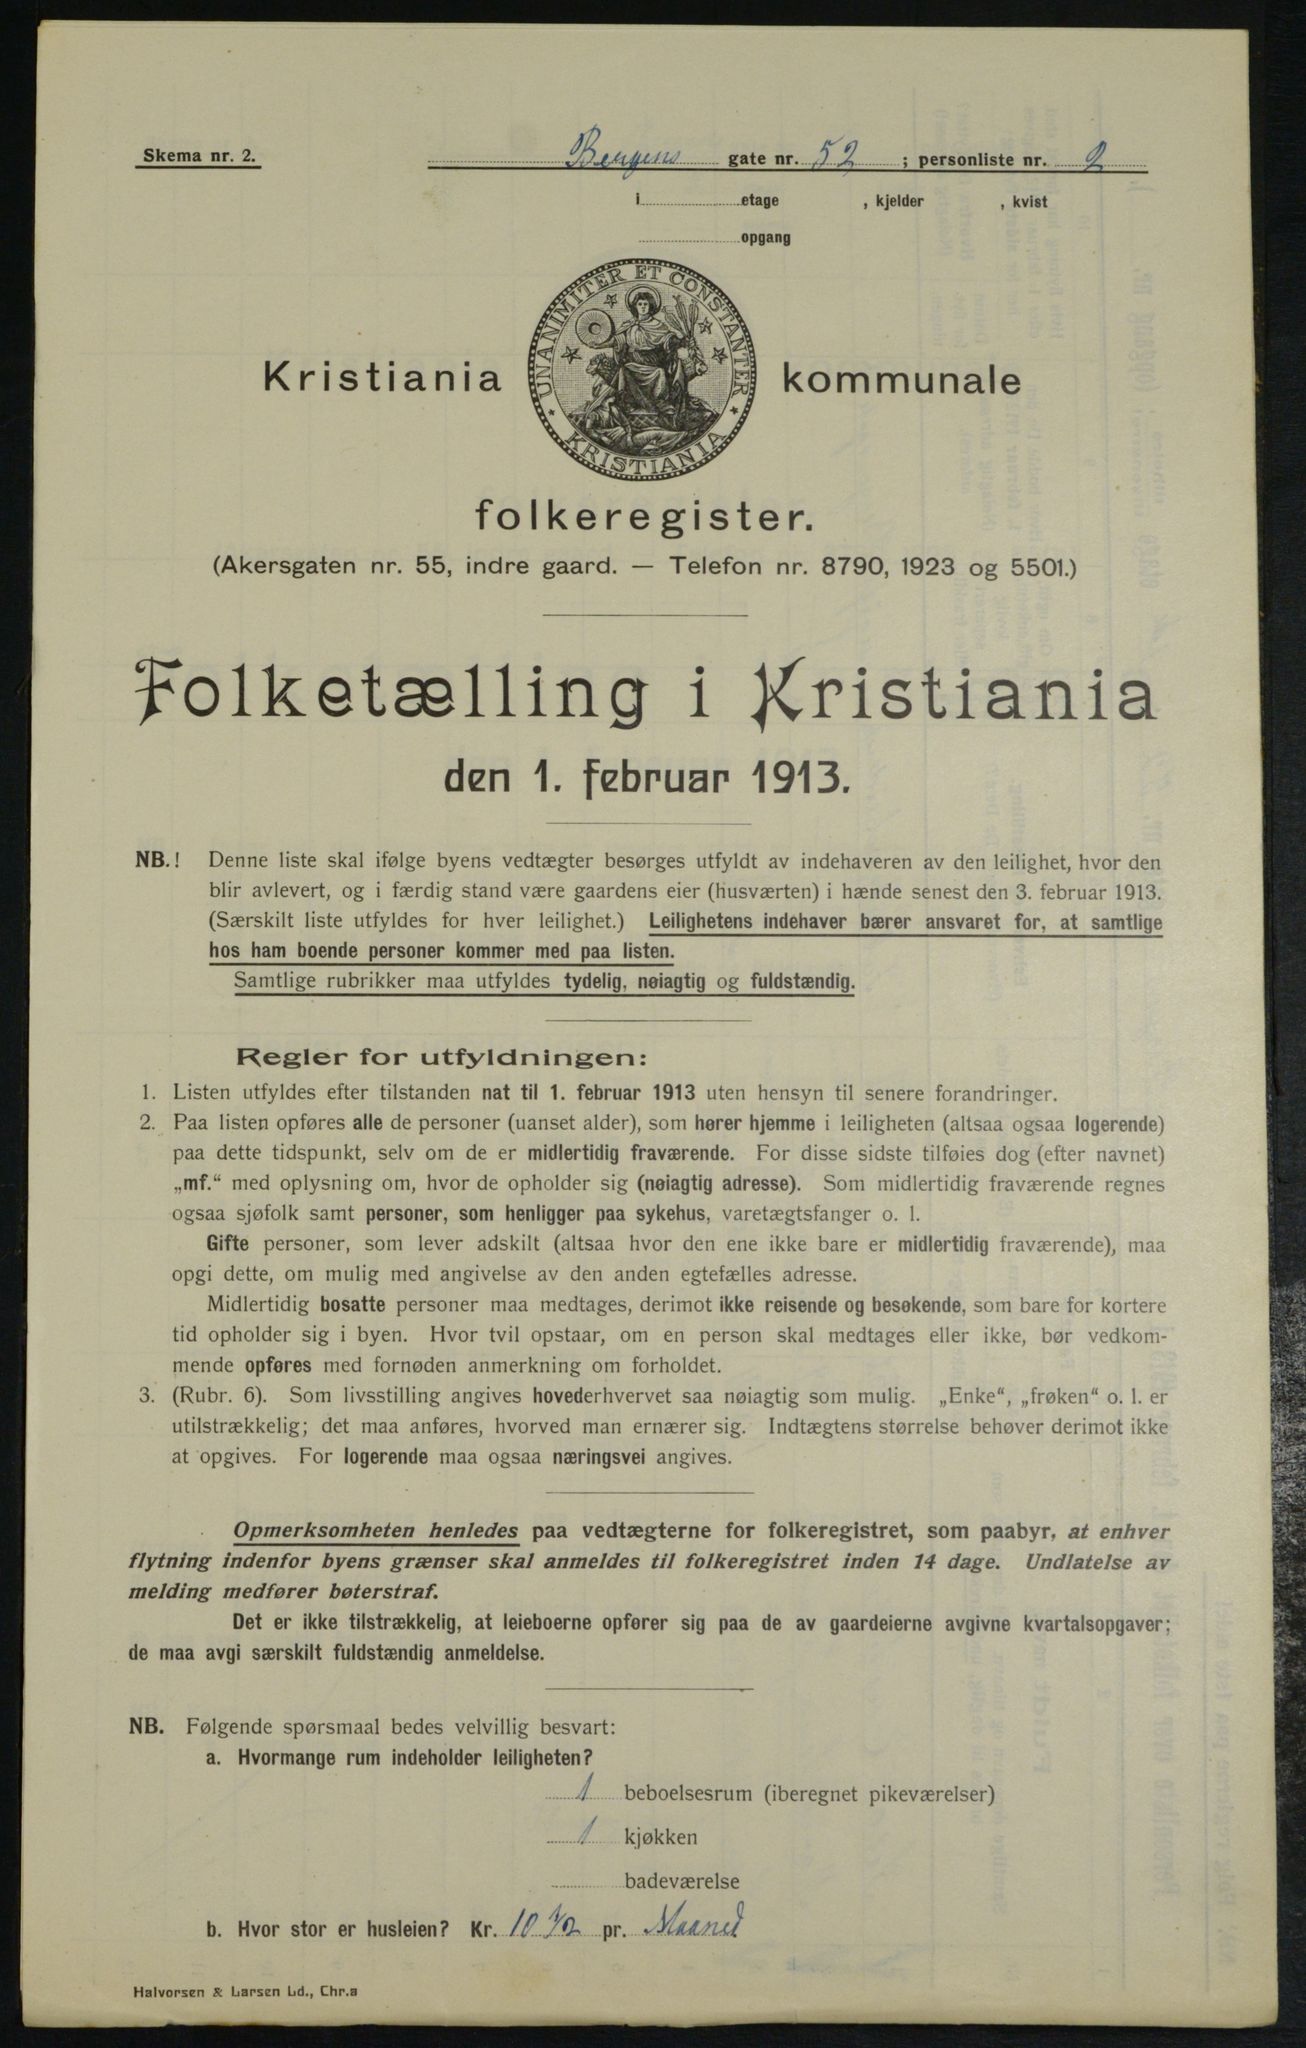 Skema nr. 2. Bergens gate nr. 52 ; personliste nr. 2
i etage , kjelder , kvist
opgang
UNANIMITER ET CONSTANTER
KRISTIANIA
Kristiania kommunale
folkeregister.
(Akersgaten nr. 55, indre gaard. — Telefon nr. 8790, 1923 og 5501.)
Folketælling i Kristiania
den 1. februar 1913.
NB.! Denne liste skal ifølge byens vedtægter besørges utfyldt av indehaveren av den leilighet, hvor den
blir avlevert, og i færdig stand være gaardens eier (husværten) i hænde senest den 3. februar 1913.
(Særskilt liste utfyldes for hver leilighet.) Leilighetens indehaver bærer ansvaret for, at samtlige
hos ham boende personer kommer med paa listen.
Samtlige rubrikker maa utfyldes tydelig, nøiagtig og fuldstændig.
Regler for utfyldningen:
1. Listen utfyldes efter tilstanden nat til 1. februar 1913 uten hensyn til senere forandringer.
2. Paa listen opføres alle de personer (uanset alder), som hører hjemme i leiligheten (altsaa ogsaa logerende)
paa dette tidspunkt, selv om de er midlertidig fraværende. For disse sidste tilføies dog (efter navnet)
„mf.“ med oplysning om, hvor de opholder sig (nøiagtig adresse). Som midlertidig fraværende regnes
ogsaa sjøfolk samt personer, som henligger paa sykehus, varetægtsfanger o. l.
Gifte personer, som lever adskilt (altsaa hvor den ene ikke bare er midlertidig fraværende), maa
opgi dette, om mulig med angivelse av den anden egtefælles adresse.
Midlertidig bosatte personer maa medtages, derimot ikke reisende og besøkende, som bare for kortere
tid opholder sig i byen. Hvor tvil opstaar, om en person skal medtages eller ikke, bør vedkom-
mende opføres med fornøden anmerkning om forholdet.
3. (Rubr. 6). Som livsstilling angives hovederhvervet saa nøiagtig som mulig. „Enke“, „frøken“ o. l. er
utilstrækkelig; det maa anføres, hvorved man ernærer sig. Indtægtens størrelse behøver derimot ikke
at opgives. For logerende maa ogsaa næringsvei angives.
Opmerksomheten henledes paa vedtægterne for folkeregistret, som paabyr, at enhver
flytning indenfor byens grænser skal anmeldes til folkeregistret inden 14 dage. Undlatelse av
melding medfører bøterstraf.
Det er ikke tilstrækkelig, at leieboerne opfører sig paa de av gaardeierne avgivne kvartalsopgaver;
de maa avgi særskilt fuldstændig anmeldelse.
NB. Følgende spørsmaal bedes velvillig besvart:
a. Hvormange rum indeholder leiligheten?
1 beboelsesrum (iberegnet pikeværelser)
1 kjøkken
badeværelse
b. Hvor stor er husleien? Kr. 10 1/2 pr. Maaned
Halvorsen & Larsen Ld., Chr.a